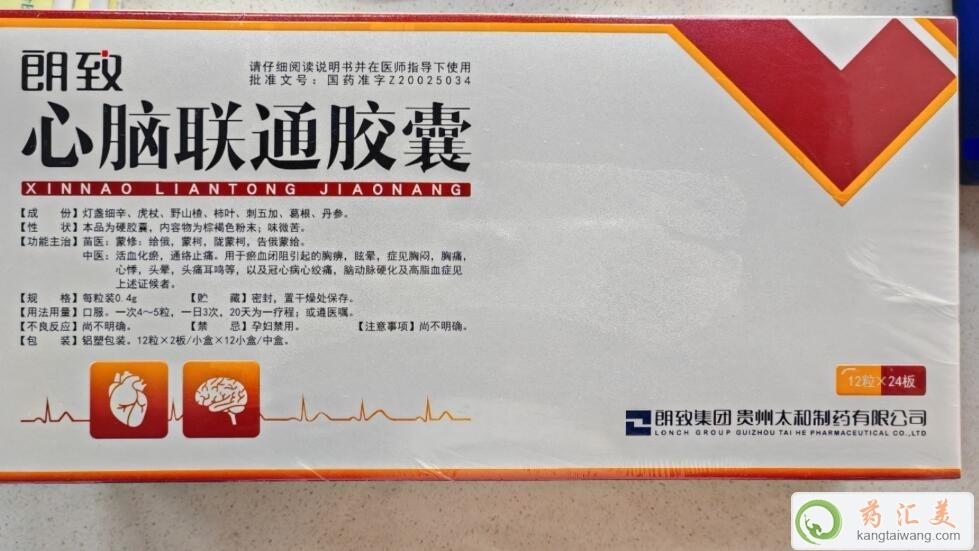 朗致
请仔细阅读说明书并在医师指导下使用
批准文号：国药准字Z20025034
心脑联通胶囊
XINNAO LIANTONG JIAONANG
【成　份】灯盏细辛、虎杖、野山楂、柿叶、刺五加、葛根、丹参。
【性　状】本品为硬胶囊，内容物为棕褐色粉末；味微苦。
【功能主治】苗医：蒙修：给俄，蒙柯，陇蒙柯，告俄蒙给。
中医：活血化瘀，通络止痛。用于瘀血闭阻引起的胸痹，眩晕，症见胸闷，胸痛，
心悸，头晕，头痛耳鸣等，以及冠心病心绞痛，脑动脉硬化及高脂血症见
上述证候者。
【规　格】每粒装0.4g　【贮　藏】密封，置干燥处保存。
【用法用量】口服。一次4～5粒，一日3次，20天为一疗程；或遵医嘱。
【不良反应】尚不明确。　【禁　忌】孕妇禁用。　【注意事项】尚不明确。
【包　装】铝塑包装。12粒×2板/小盒×12小盒/中盒。
12粒×24板
朗致集团 贵州太和制药有限公司
LONCH GROUP GUIZHOU TAI HE PHARMACEUTICAL CO.,LTD
药汇美
kangtaiwang.com